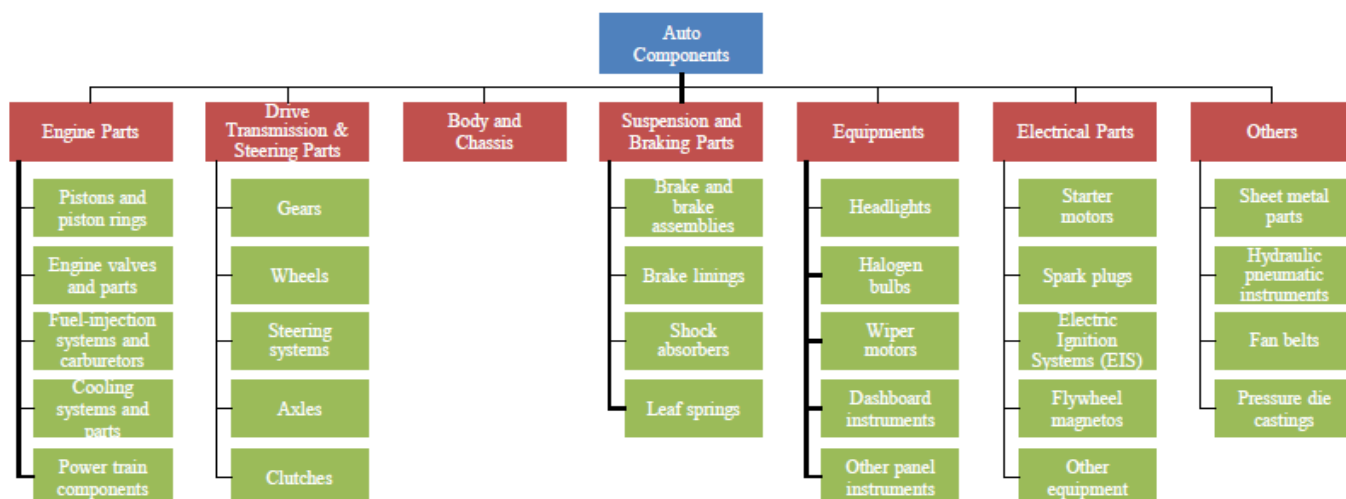 Auto
Components
Engine Parts
Drive
Transmission &
Steering Parts
Body and
Chassis
Suspension and
Braking Parts
Equipments
Electrical Parts
Others
Pistons and
piston rings
Engine valves
and parts
Fuel-injection
systems and
carburetors
Cooling
systems and
parts
Power train
components
Gears
Wheels
Steering
systems
Axles
Clutches
Brake and
brake
assemblies
Brake linings
Shock
absorbers
Leaf springs
Headlights
Halogen
bulbs
Wiper
motors
Dashboard
instruments
Other panel
instruments
Starter
motors
Spark plugs
Electric
Ignition
Systems (EIS)
Flywheel
magnetos
Other
equipment
Sheet metal
parts
Hydraulic
pneumatic
instruments
Fan belts
Pressure die
castings